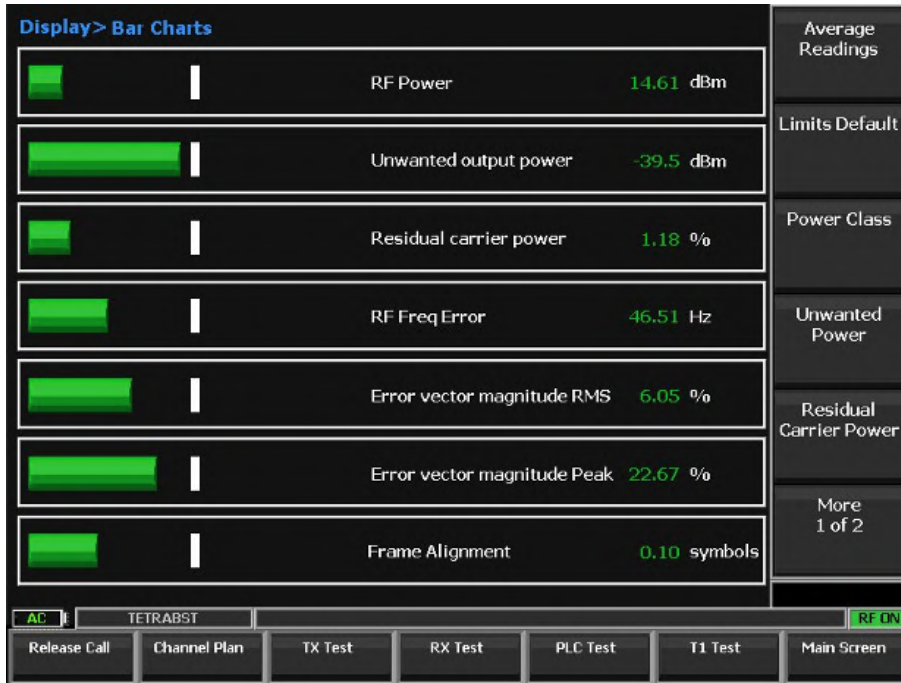 Display> Bar Charts
RF Power 14.61 dBm
Unwanted output power -39.5 dBm
Residual carrier power 1.18 %
RF Freq Error 46.51 Hz
Error vector magnitude RMS 6.05 %
Error vector magnitude Peak 22.67 %
Frame Alignment 0.10 symbols
Average
Readings
Limits Default
Power Class
Unwanted
Power
Residual
Carrier Power
More
1 of 2
AC TETRABST RF ON
Release Call Channel Plan TX Test RX Test PLC Test T1 Test Main Screen